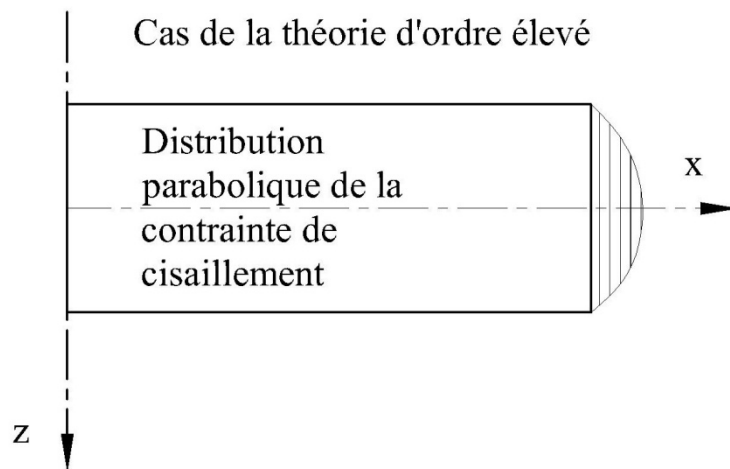 Cas de la théorie d'ordre élevé
Distribution
parabolique de la
contrainte de
cisaillement
x
z